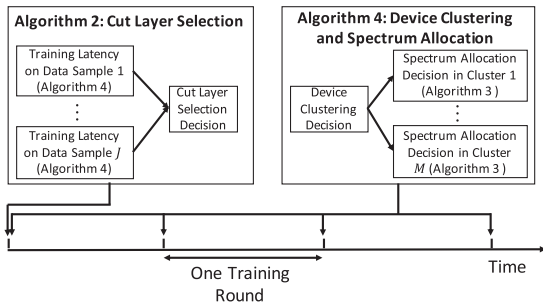 Algorithm 2: Cut Layer Selection
Training Latency
on Data Sample 1
(Algorithm 4)
⋮
Training Latency
on Data Sample J
(Algorithm 4)
Cut Layer
Selection
Decision
Algorithm 4: Device Clustering
and Spectrum Allocation
Device
Clustering
Decision
Spectrum Allocation
Decision in Cluster 1
(Algorithm 3 )
⋮
Spectrum Allocation
Decision in Cluster
M (Algorithm 3 )
One Training
Round
Time